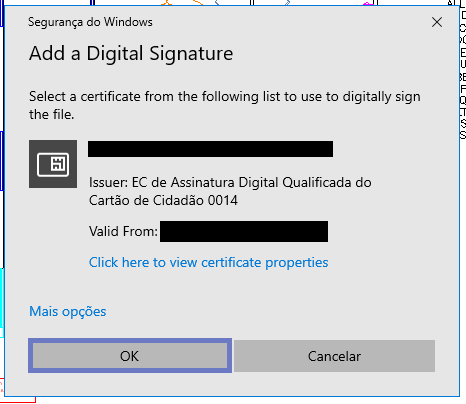 Segurança do Windows
Add a Digital Signature
Select a certificate from the following list to use to digitally sign
the file.
Issuer: EC de Assinatura Digital Qualificada do
Cartão de Cidadão 0014
Valid From:
Click here to view certificate properties
Mais opções
OK
Cancelar